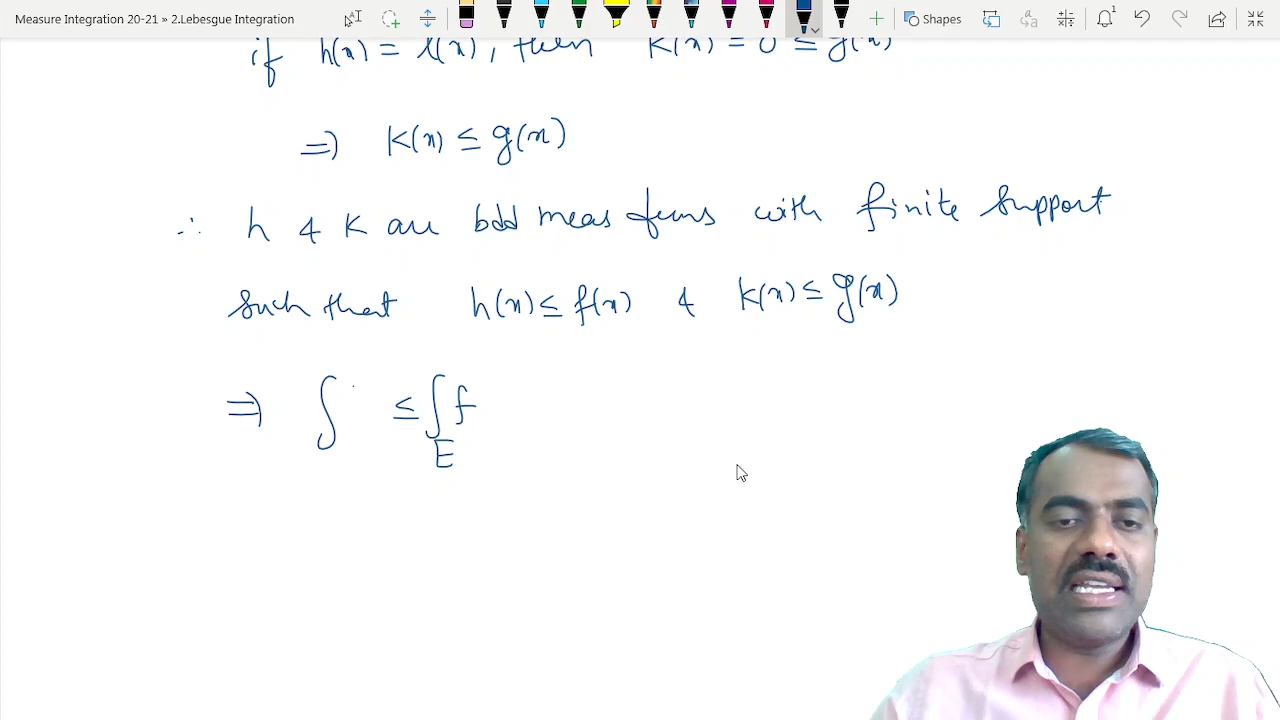 Measure Integration 20-21 » 2.Lebesgue Integration
Shapes
if h(x) = l(x), then K(x) = 0 ≤ g(x)
⇒ K(x) ≤ g(x)
∴ h & K are bdd meas funs with finite support
such that h(x) ≤ f(x) & K(x) ≤ g(x)
⇒ ∫ ≤ ∫ f
E